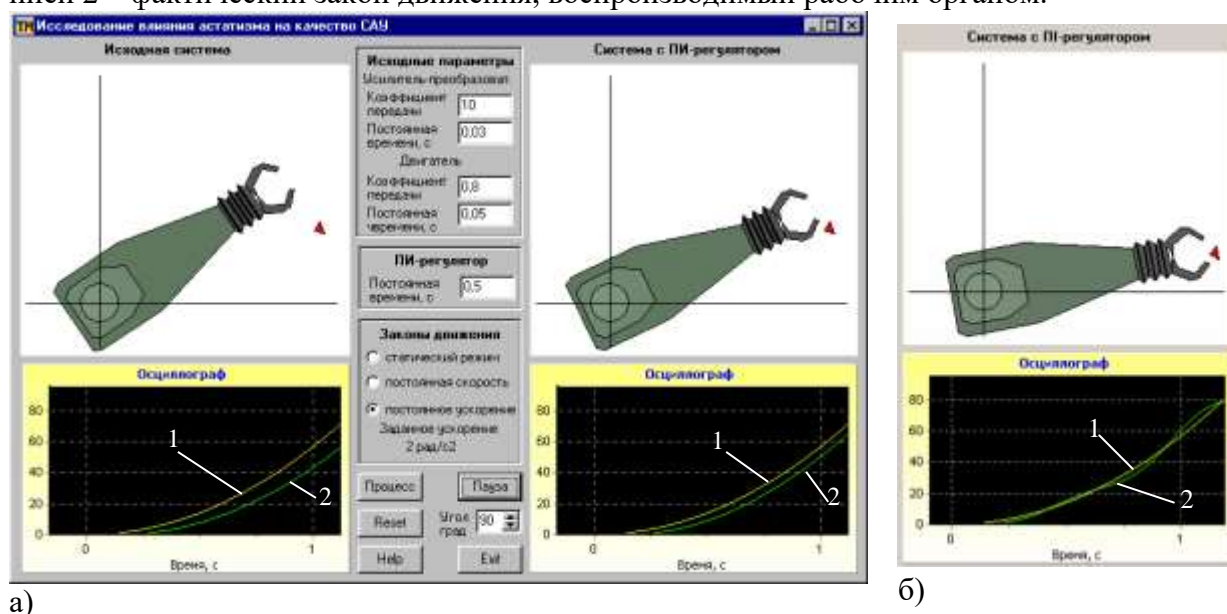 нией 2 – фактический закон движения, воспроизводимый рабочим органом.
Исследование влияния астатизма на качество САУ
Исходная система
Исходные параметры
Усилитель-преобразоват
Коэффициент передачи
10
Постоянная времени, с
0,03
Двигатель
Коэффициент передачи
0,8
Постоянная
времени, с
0,05
ПИ-регулятор
Постоянная времени, с
0,5
Законы движения
статический режим
постоянная скорость
постоянное ускорение
Заданное ускорение
2 рад/с2
Процесс
Пауза
Reset
Угол град
90
Help
Exit
Система с ПИ-регулятором
Осциллограф
80
60
40
20
0
1
2
0
1
Время, с
Осциллограф
80
60
40
20
0
1
2
0
1
Время, с
а)
Система с ПІ-регулятором
Осциллограф
80
60
40
20
0
1
2
0
1
Время, с
б)